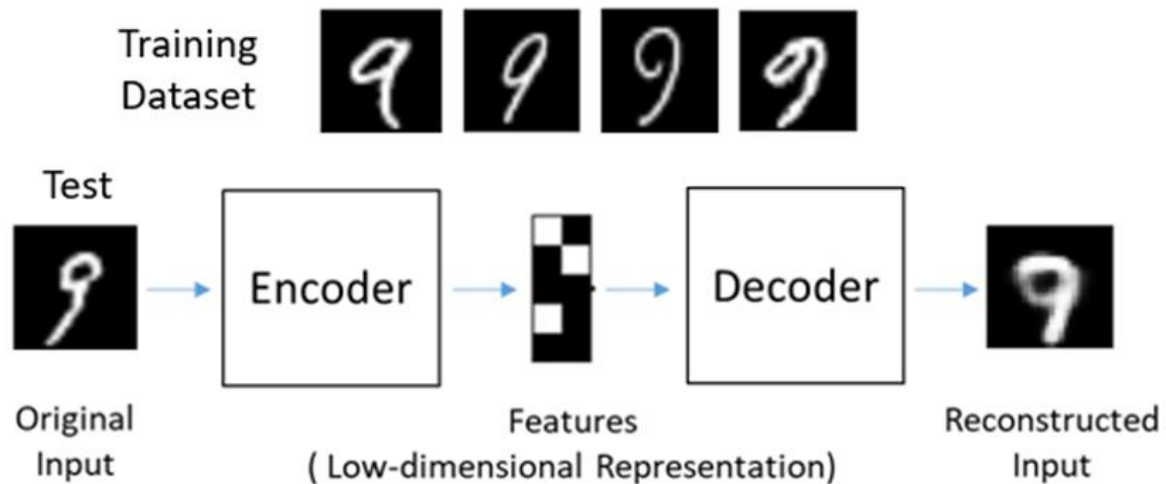 Training
Dataset
Test
Encoder
Decoder
Original
Input
Features
( Low-dimensional Representation)
Reconstructed
Input